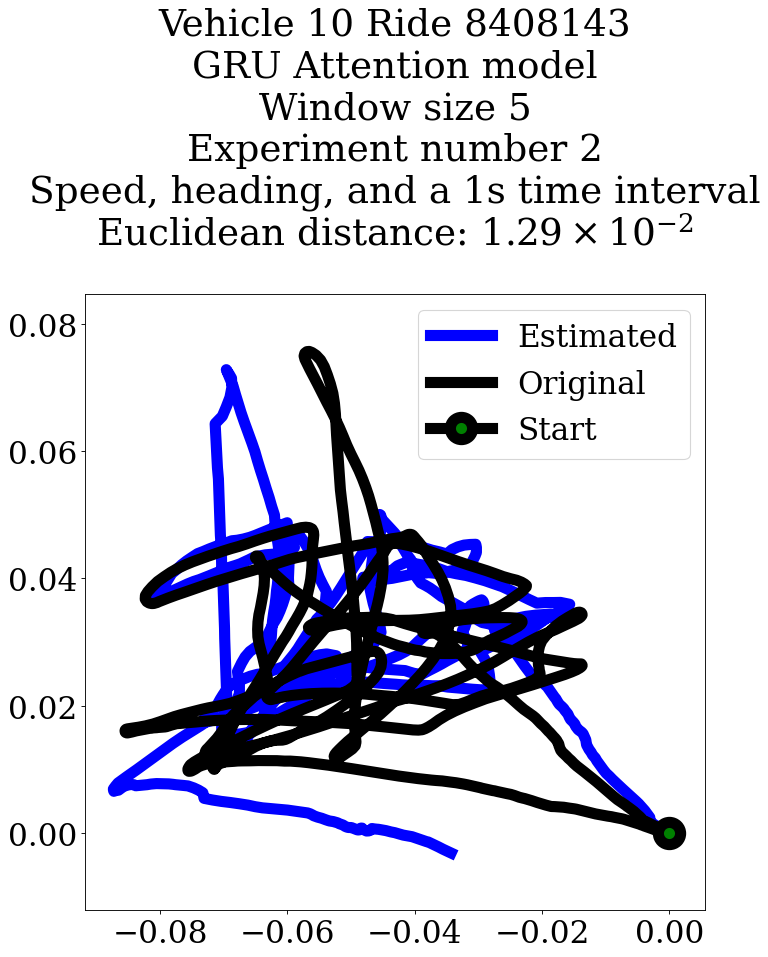 Vehicle 10 Ride 8408143
GRU Attention model
Window size 5
Experiment number 2
Speed, heading, and a 1s time interval
Euclidean distance: 1.29 × 10⁻²
Estimated
Original
Start
0.08
0.06
0.04
0.02
0.00
−0.08 −0.06 −0.04 −0.02 0.00